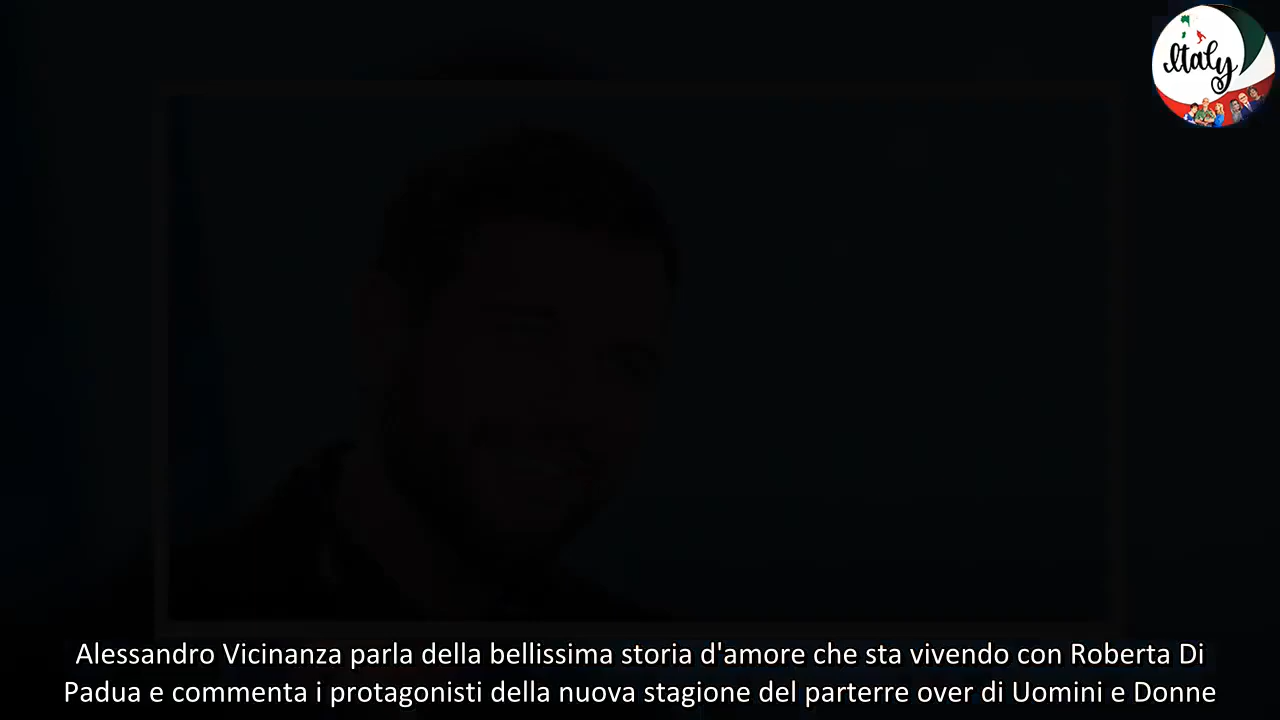 Italy
Alessandro Vicinanza parla della bellissima storia d'amore che sta vivendo con Roberta Di
Padua e commenta i protagonisti della nuova stagione del parterre over di Uomini e Donne